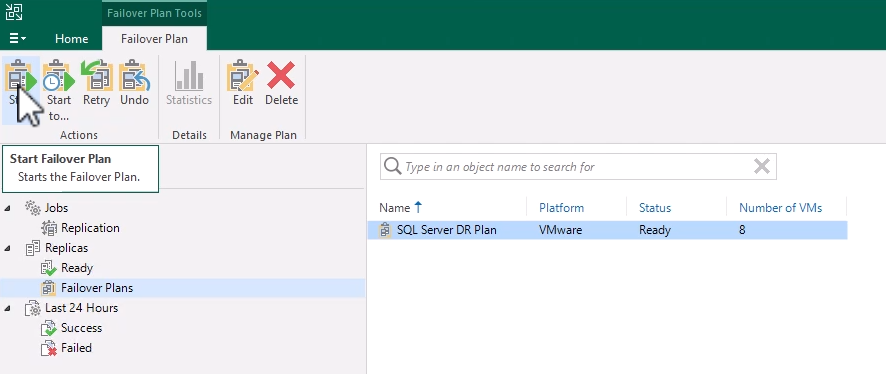 Failover Plan Tools
Home Failover Plan
Start Retry Undo Statistics Edit Delete
to...
Actions Details Manage Plan
Start Failover Plan
Starts the Failover Plan.
Type in an object name to search for
Name Platform Status Number of VMs
SQL Server DR Plan VMware Ready 8
Jobs
Replication
Replicas
Ready
Failover Plans
Last 24 Hours
Success
Failed